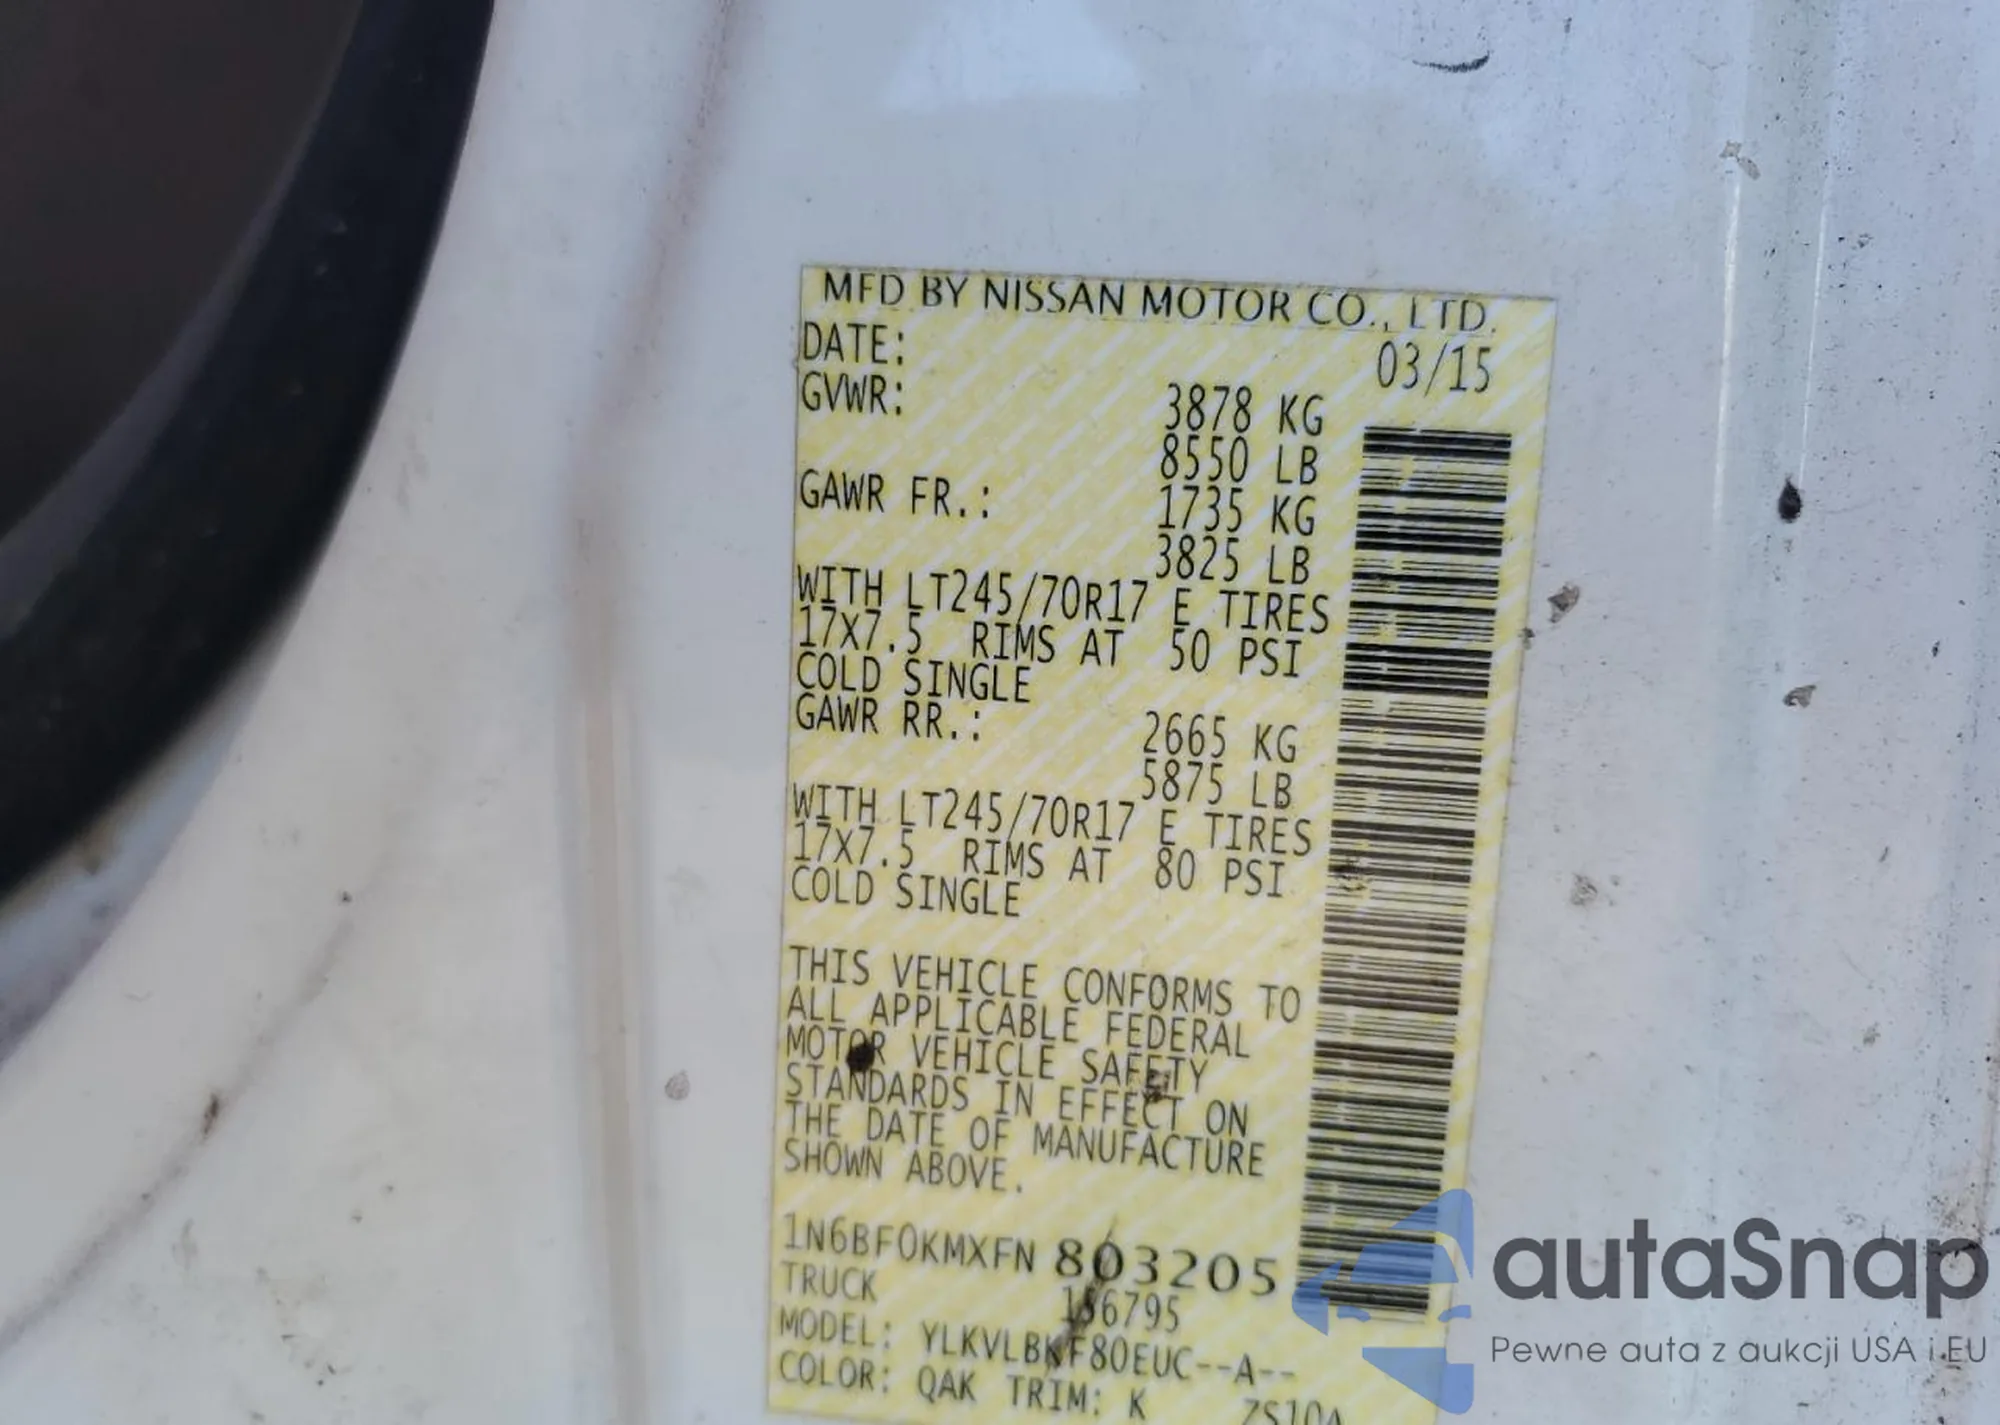 MFD BY NISSAN MOTOR CO., LTD.
DATE: 03/15
GVWR: 3878 KG
8550 LB
GAWR FR.: 1735 KG
3825 LB
WITH LT245/70R17 E TIRES
17X7.5 RIMS AT 50 PSI
COLD SINGLE
GAWR RR.: 2665 KG
5875 LB
WITH LT245/70R17 E TIRES
17X7.5 RIMS AT 80 PSI
COLD SINGLE
THIS VEHICLE CONFORMS TO
ALL APPLICABLE FEDERAL
MOTOR VEHICLE SAFETY
STANDARDS IN EFFECT ON
THE DATE OF MANUFACTURE
SHOWN ABOVE.
1N6BF0KMXFN 803205
TRUCK
MODEL: YLKVLBKF80EUC--A--
COLOR: QAK TRIM: K ZS10A
autaSnap
Pewne auta z aukcji USA i EU